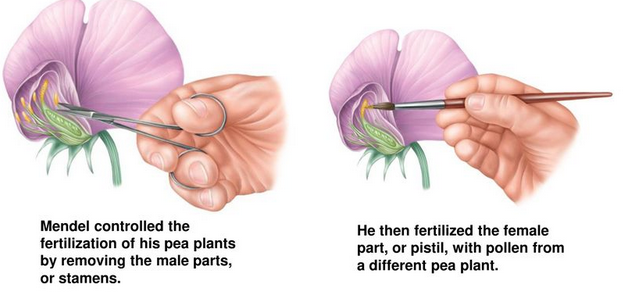 Mendel controlled the
fertilization of his pea plants
by removing the male parts,
or stamens.
He then fertilized the female
part, or pistil, with pollen from
a different pea plant.